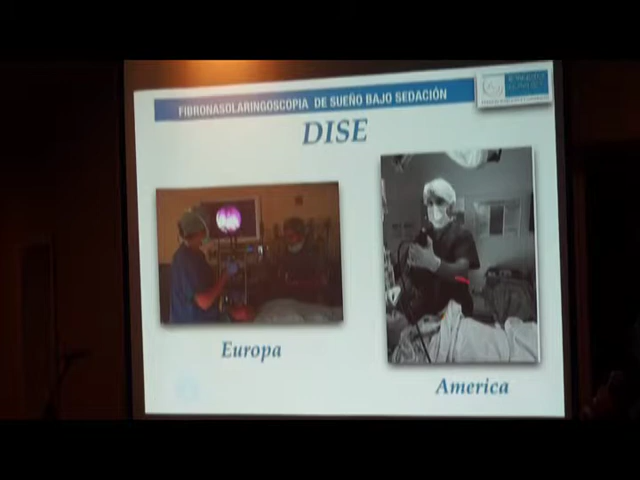 FIBRONASOLARINGOSCOPIA DE SUEÑO BAJO SEDACIÓN
DISE
Europa
America